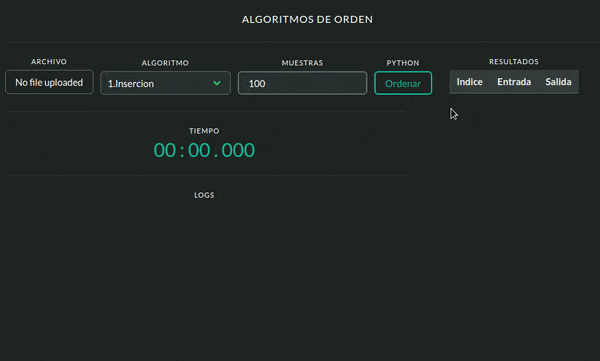 ALGORITMOS DE ORDEN
ARCHIVO ALGORITMO MUESTRAS PYTHON RESULTADOS
No file uploaded 1.Insercion 100 Ordenar Indice Entrada Salida
TIEMPO
00:00.000
LOGS